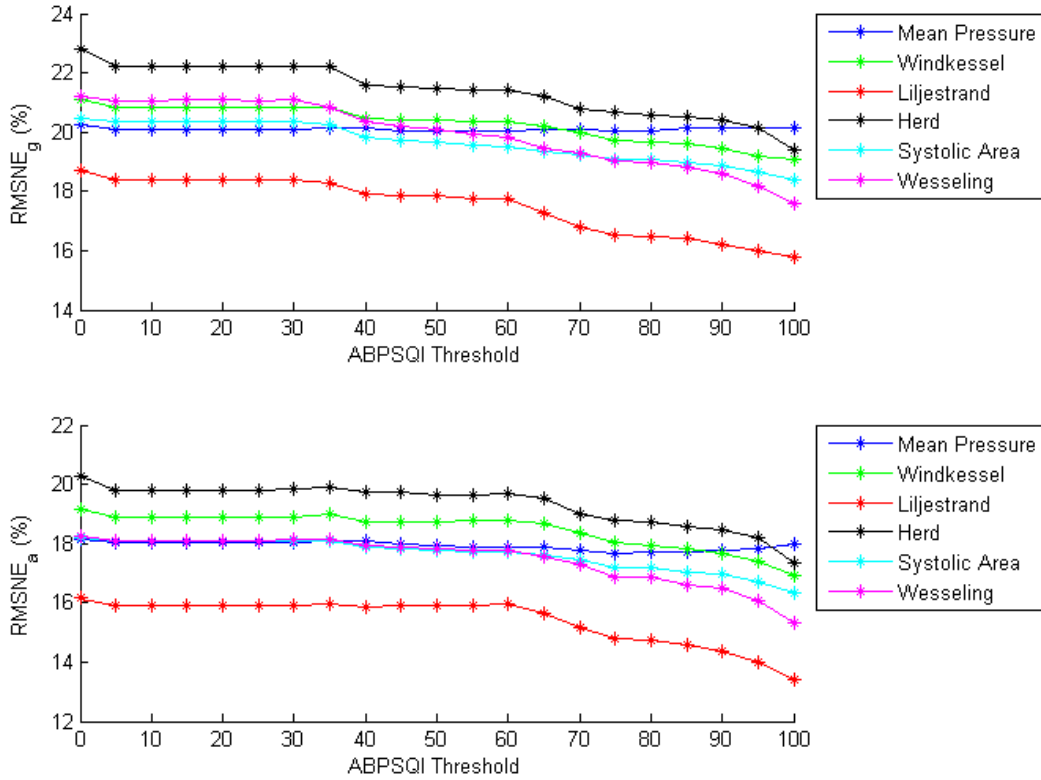 24
22
20
18
16
14
RMSNE_g (%)
0 10 20 30 40 50 60 70 80 90 100
ABPSQI Threshold
Mean Pressure
Windkessel
Liljestrand
Herd
Systolic Area
Wesseling
22
20
18
16
14
12
RMSNE_a (%)
0 10 20 30 40 50 60 70 80 90 100
ABPSQI Threshold
Mean Pressure
Windkessel
Liljestrand
Herd
Systolic Area
Wesseling